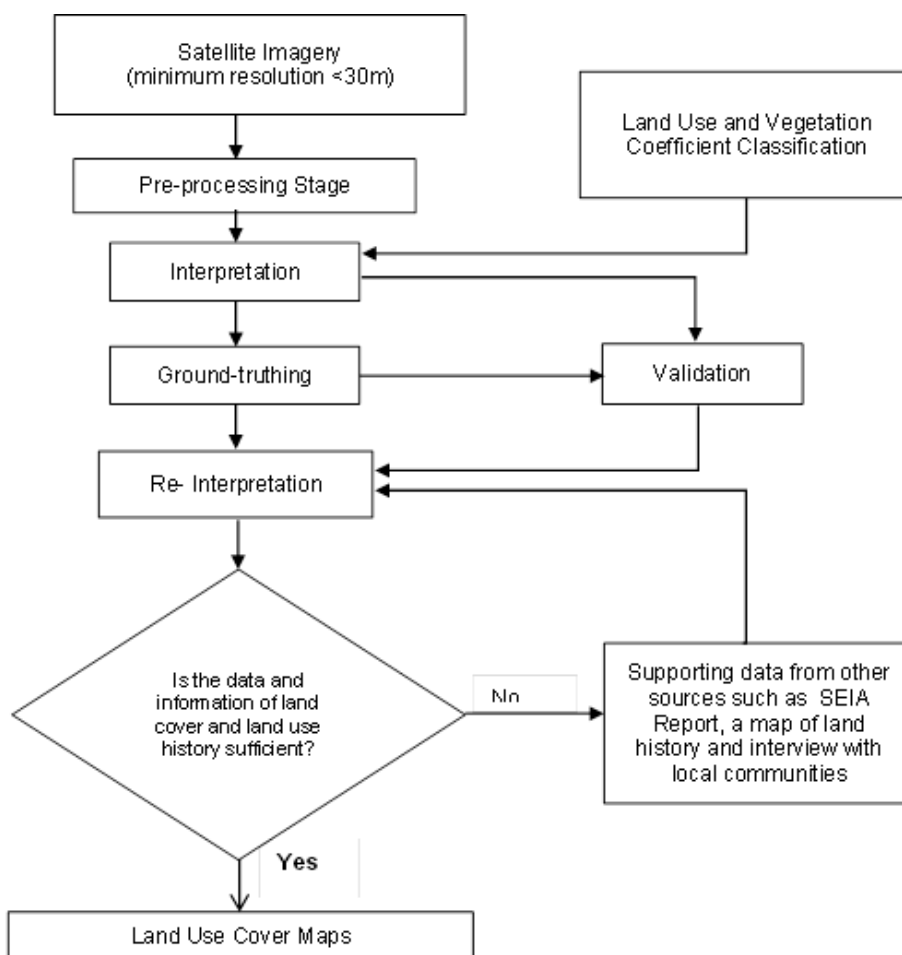 Satellite Imagery
(minimum resolution <30m)
Land Use and Vegetation
Coefficient Classification
Pre-processing Stage
Interpretation
Ground-truthing
Validation
Re- Interpretation
Is the data and
information of land
cover and land use
history sufficient?
No
Supporting data from other
sources such as SEIA
Report, a map of land
history and interview with
local communities
Yes
Land Use Cover Maps